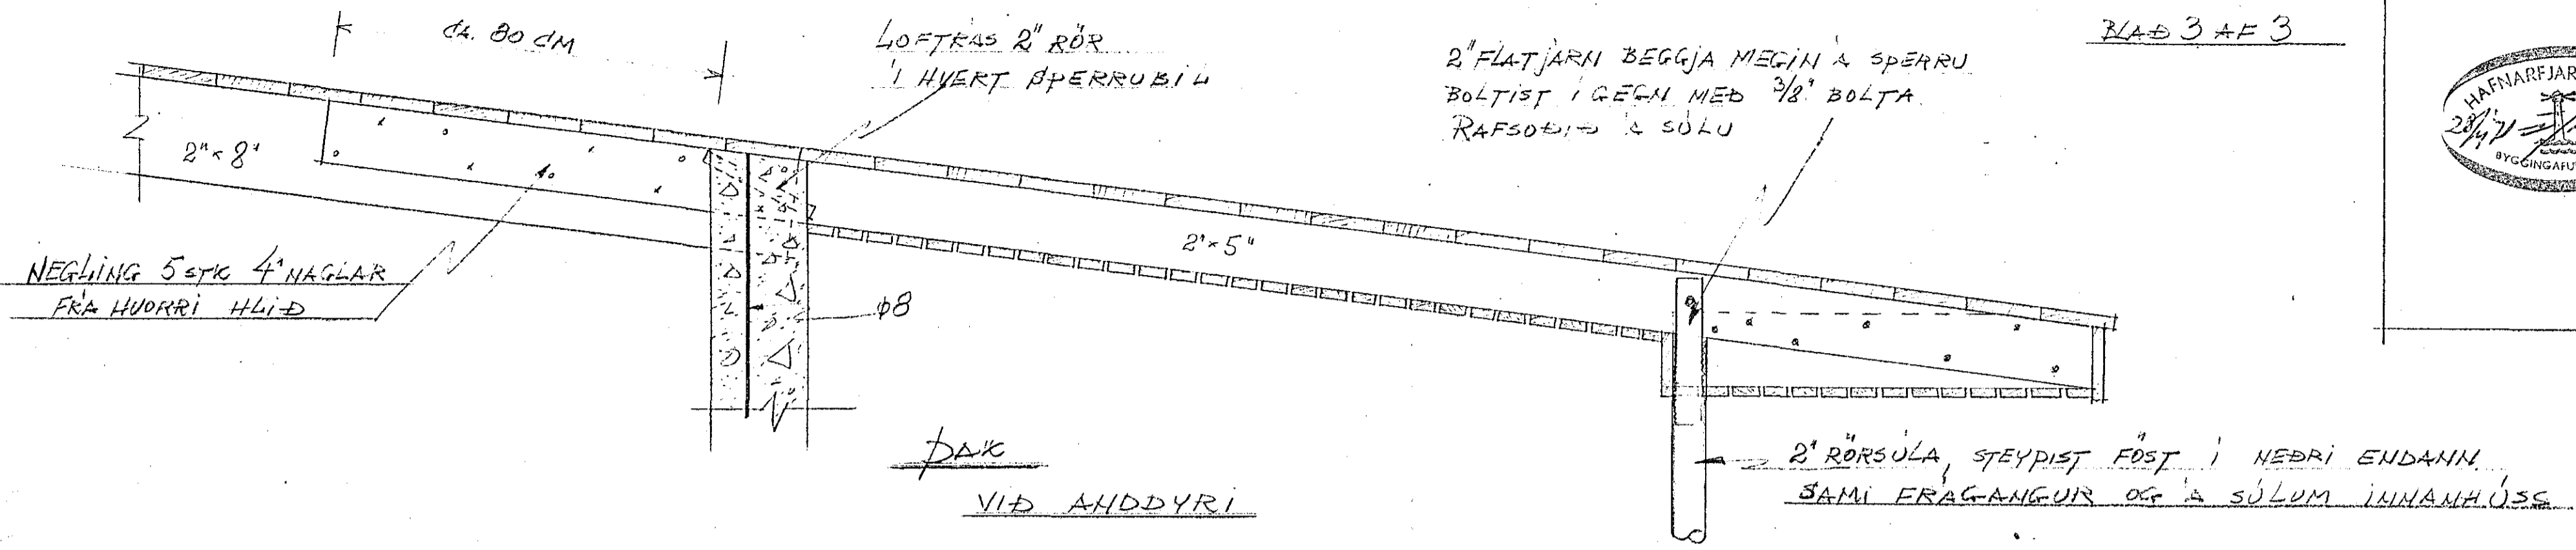 BLAÐ 3 AF 3
CA. 80 CM
LOFTRÁS 2" RÖR
Í HVERT SPERRUBIL
2" FLATJÁRN BEGGJA MEGIN Á SPERRU
BOLTIST Í GEGN MEÐ 3/8" BOLTA.
RAFSOÐIÐ Á SÚLU
HAFNARFJAR
BYGGINGAFU
2"×8"
2"×5"
NEGLING 5 STK 4" NAGLAR
FRÁ HVORRI HLIÐ
ø8
ÞAK
VIÐ ANDDYRI
2" RÖRSÚLA, STEYPIST FÖST Í NEÐRI ENDANN
SAMI FRÁGANGUR OG Á SÚLUM INNANHÚSS